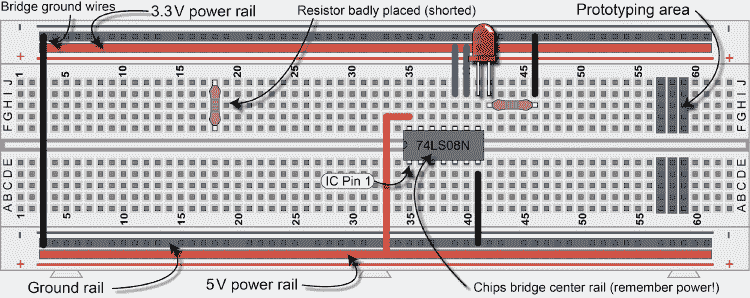 Bridge ground wires
3.3V power rail
Resistor badly placed (shorted)
Prototyping area
- -
+ +
1 5 10 15 20 25 30 35 40 45 50 55 60
F G H I J
F G H I J
74LS08N
IC Pin 1
A B C D E
A B C D E
1 5 10 15 20 25 30 35 40 45 50 55 60
- -
+ +
Ground rail
5V power rail
Chips bridge center rail (remember power!)